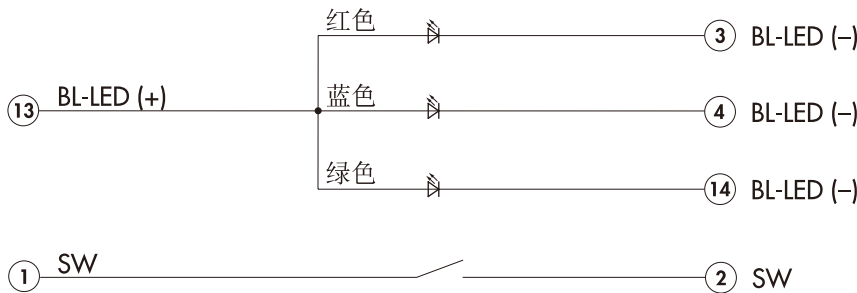 红色
3 BL-LED (–)
13 BL-LED (+)
蓝色
4 BL-LED (–)
绿色
14 BL-LED (–)
1 SW
2 SW